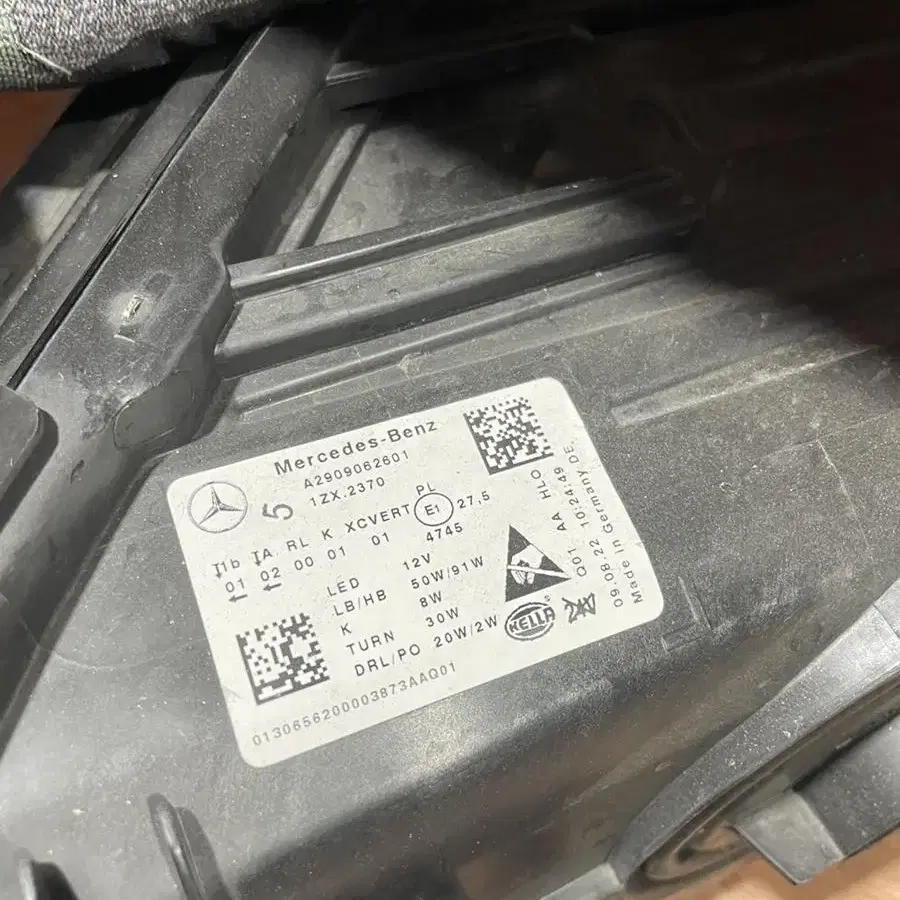 Mercedes-Benz
A2909062601
5 1ZX.2370
IIb IA. RL K XCVERT PL E1 27,5
01 02 00 01 01 4745
LED 12V
LB/HB 50W/91W
K 8W
TURN 30W
DRL/PO 20W/2W
HELLA
013065620 0003873AAQ01
Q01 AA HLO
09.08.22 10:24:49
Made in Germany DE.